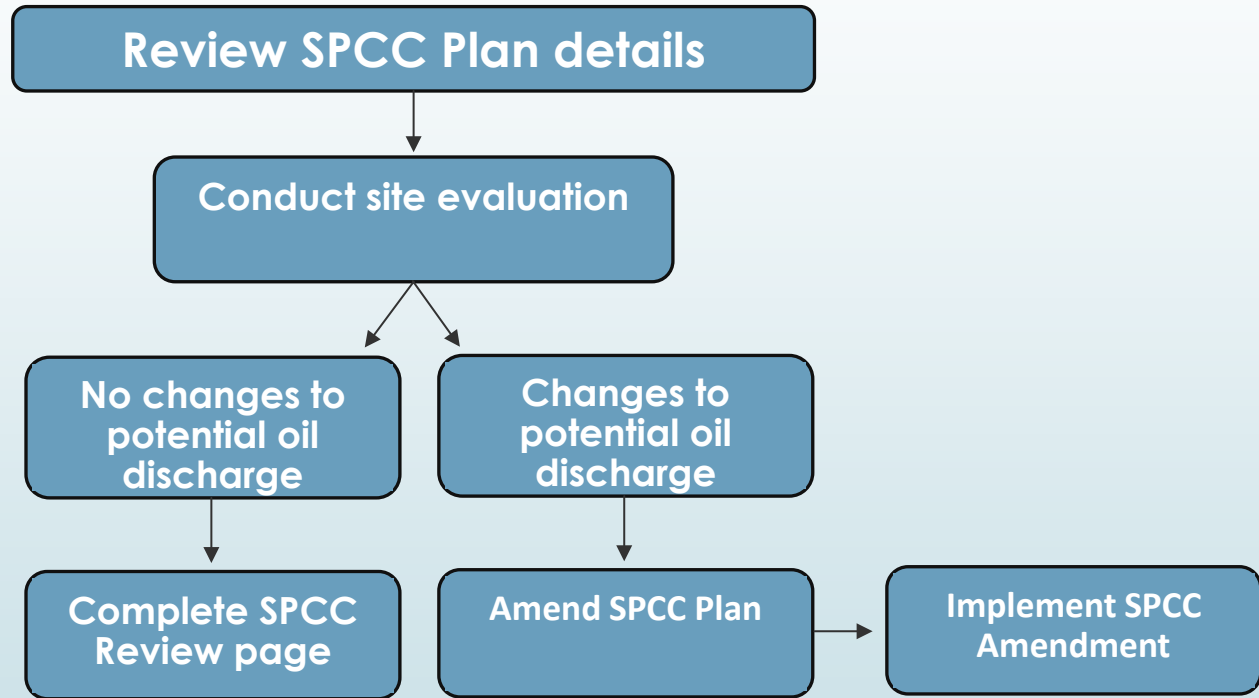 Review SPCC Plan details
Conduct site evaluation
No changes to
potential oil
discharge
Changes to
potential oil
discharge
Complete SPCC
Review page
Amend SPCC Plan
Implement SPCC
Amendment